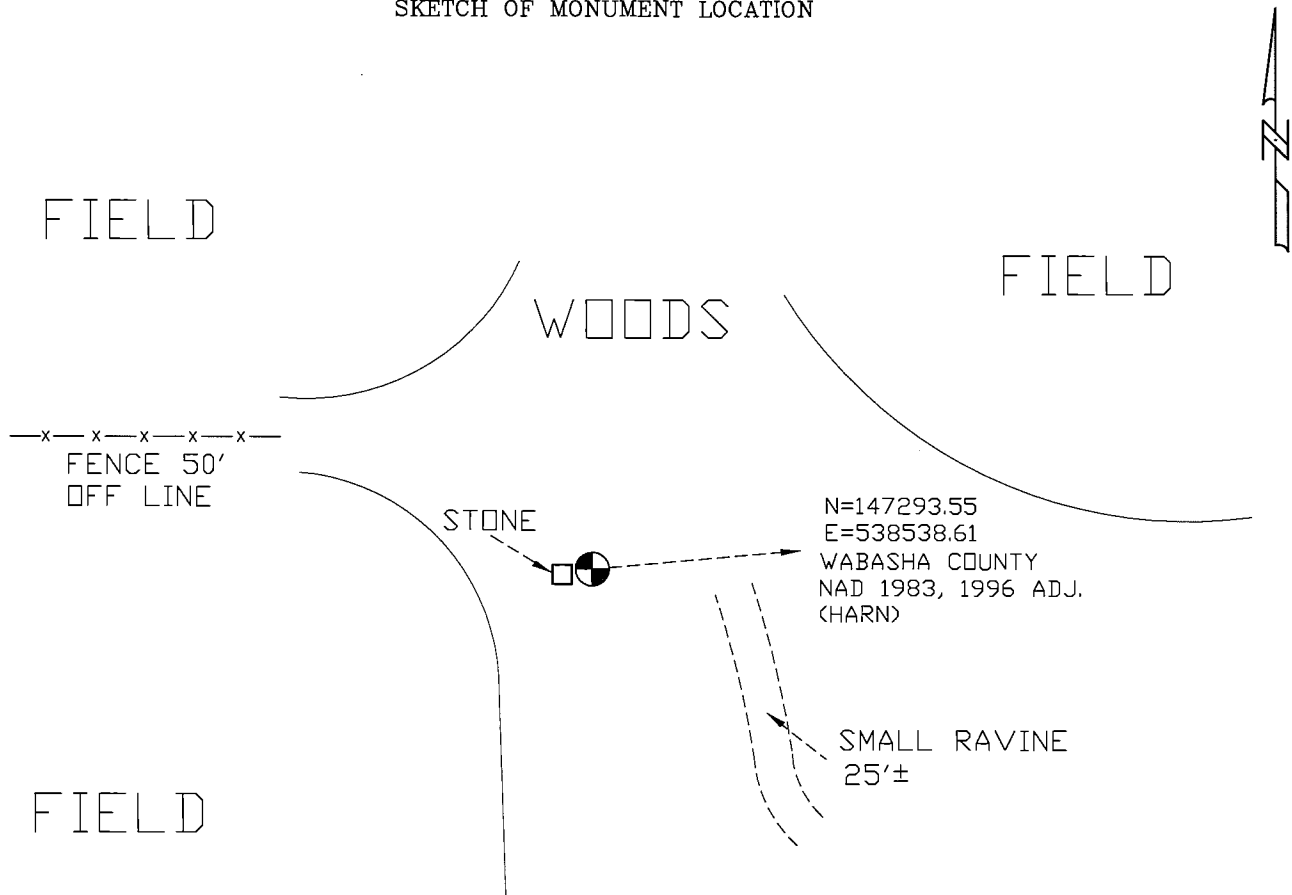 SKETCH OF MONUMENT LOCATION
N
FIELD
FIELD
WOODS
—x—x—x—x—x—
FENCE 50'
OFF LINE
STONE
N=147293.55
E=538538.61
WABASHA COUNTY
NAD 1983, 1996 ADJ.
(HARN)
SMALL RAVINE
25'±
FIELD